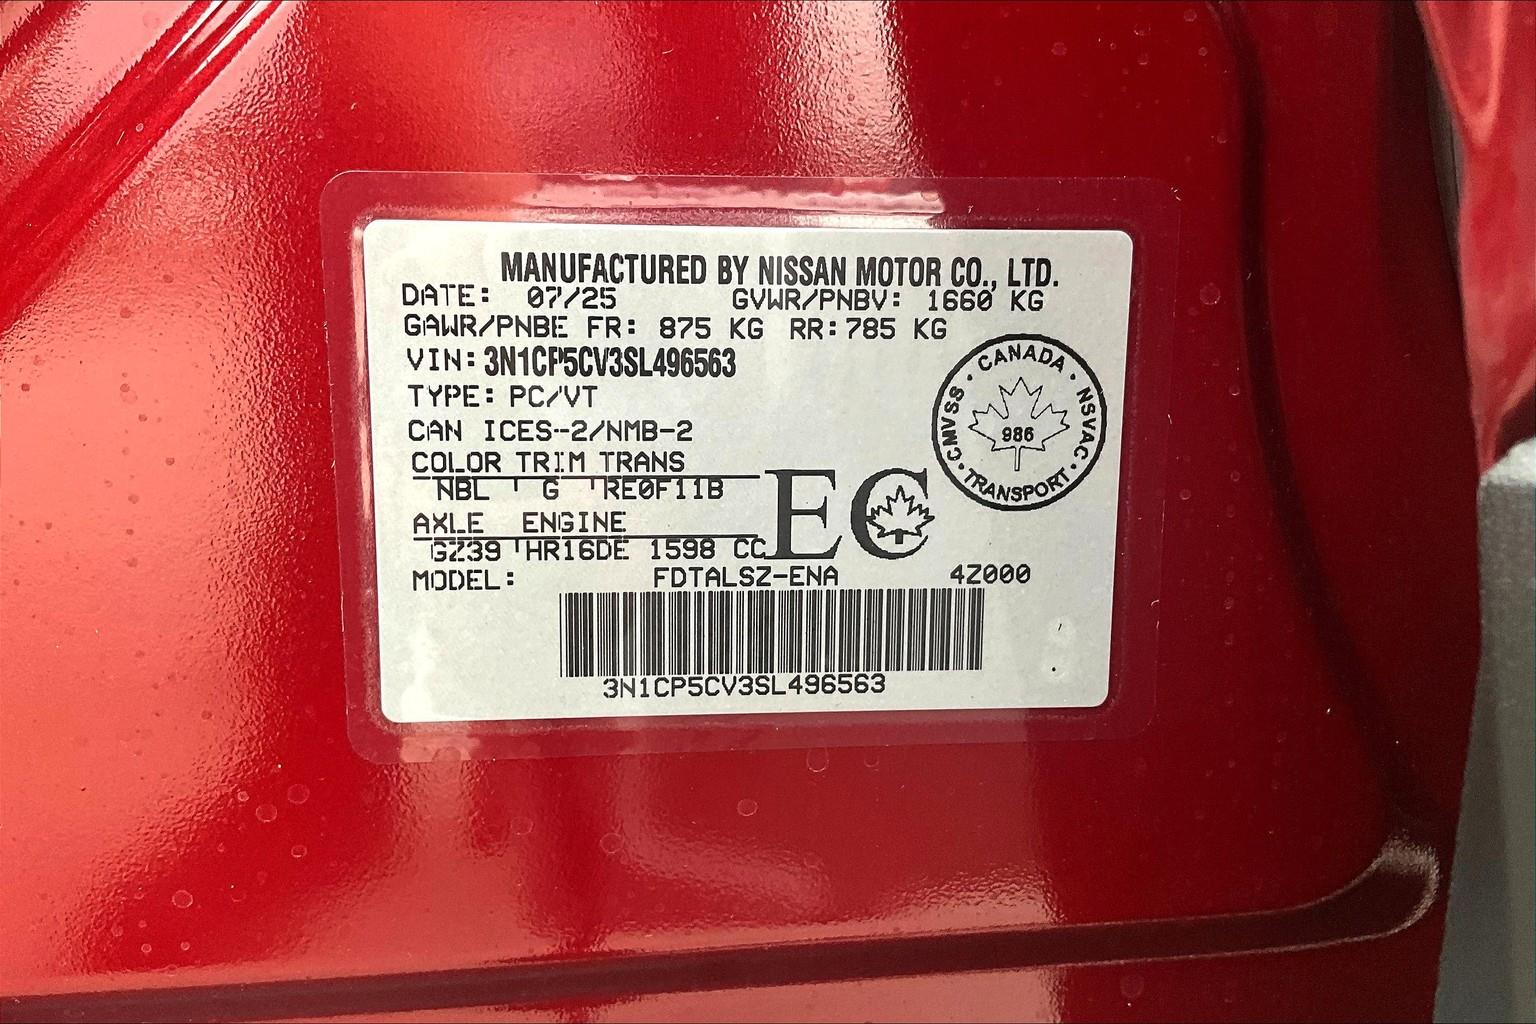 MANUFACTURED BY NISSAN MOTOR CO., LTD.
DATE: 07/25 GVWR/PNBV: 1660 KG
GAWR/PNBE FR: 875 KG RR: 785 KG
VIN: 3N1CP5CV3SL496563
TYPE: PC/VT
CAN ICES-2/NMB-2
COLOR TRIM TRANS
NBL G RE0F11B
AXLE ENGINE
GZ39 HR16DE 1598 CC
EC
CANADA · NSVAC · TRANSPORT · CMVSS ·
986
MODEL: FDTALSZ-ENA 4Z000
3N1CP5CV3SL496563